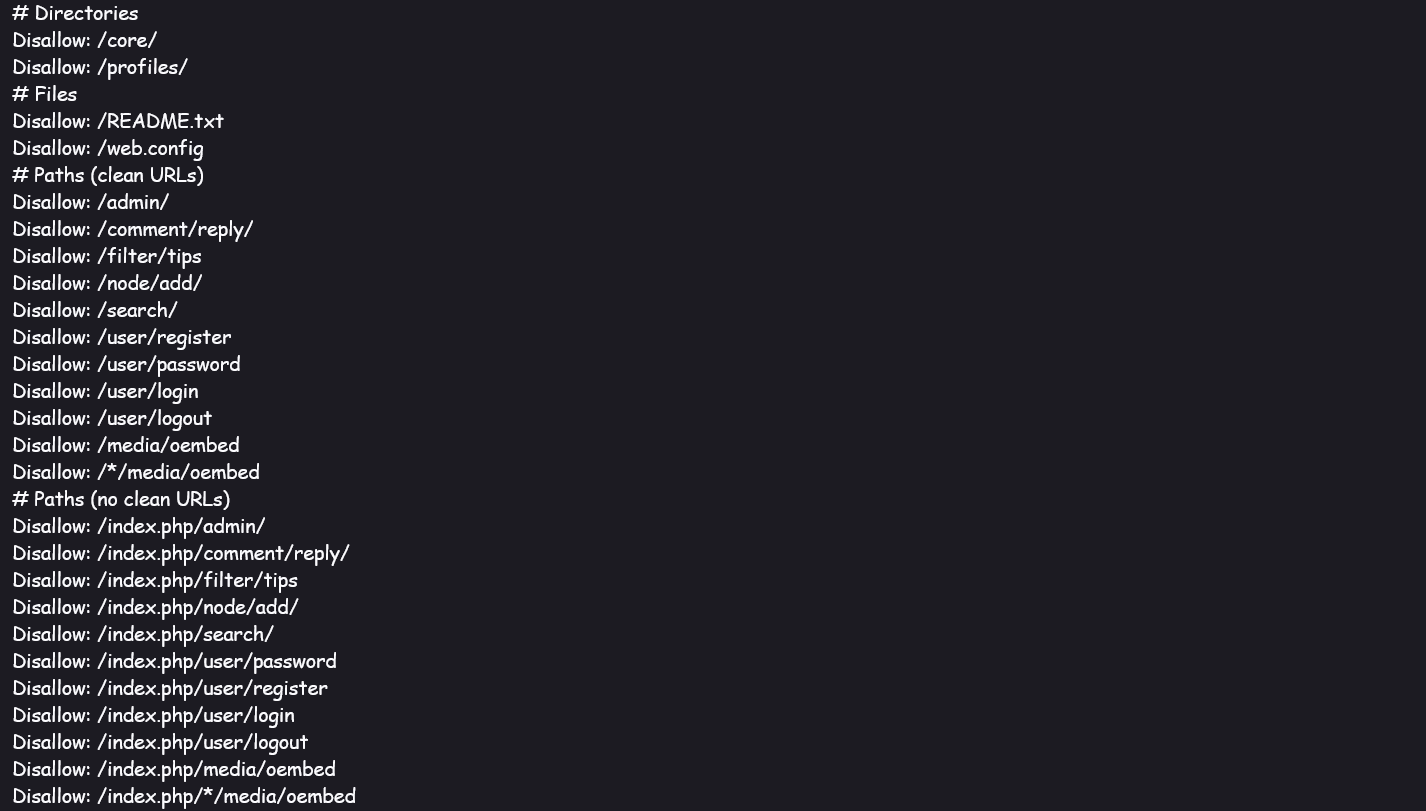 # Directories
Disallow: /core/
Disallow: /profiles/
# Files
Disallow: /README.txt
Disallow: /web.config
# Paths (clean URLs)
Disallow: /admin/
Disallow: /comment/reply/
Disallow: /filter/tips
Disallow: /node/add/
Disallow: /search/
Disallow: /user/register
Disallow: /user/password
Disallow: /user/login
Disallow: /user/logout
Disallow: /media/oembed
Disallow: /*/media/oembed
# Paths (no clean URLs)
Disallow: /index.php/admin/
Disallow: /index.php/comment/reply/
Disallow: /index.php/filter/tips
Disallow: /index.php/node/add/
Disallow: /index.php/search/
Disallow: /index.php/user/password
Disallow: /index.php/user/register
Disallow: /index.php/user/login
Disallow: /index.php/user/logout
Disallow: /index.php/media/oembed
Disallow: /index.php/*/media/oembed